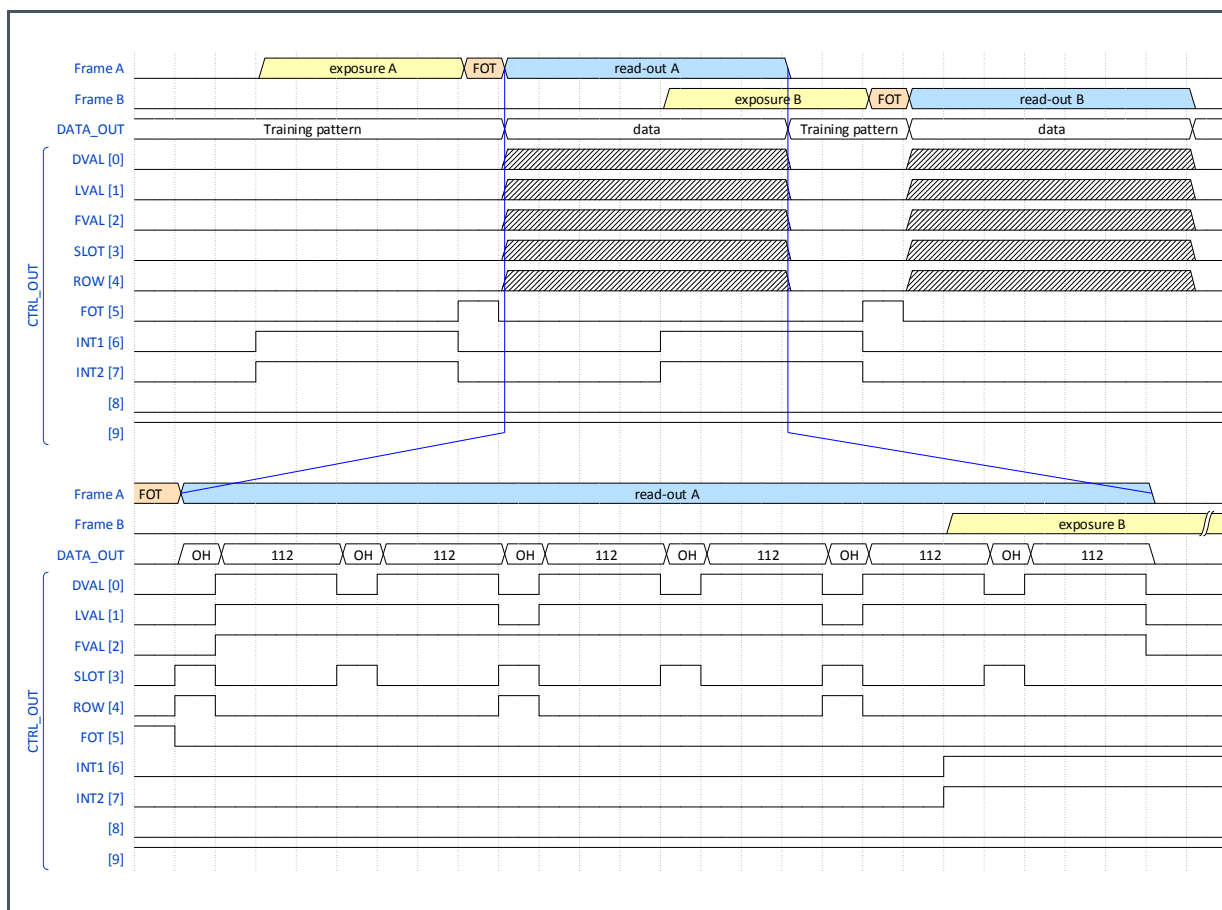 Frame A exposure A FOT read-out A
Frame B exposure B FOT read-out B
DATA_OUT Training pattern data Training pattern data
CTRL_OUT
DVAL [0]
LVAL [1]
FVAL [2]
SLOT [3]
ROW [4]
FOT [5]
INT1 [6]
INT2 [7]
[8]
[9]
Frame A FOT read-out A
Frame B exposure B
DATA_OUT OH 112 OH 112 OH 112 OH 112 OH 112 OH 112
CTRL_OUT
DVAL [0]
LVAL [1]
FVAL [2]
SLOT [3]
ROW [4]
FOT [5]
INT1 [6]
INT2 [7]
[8]
[9]